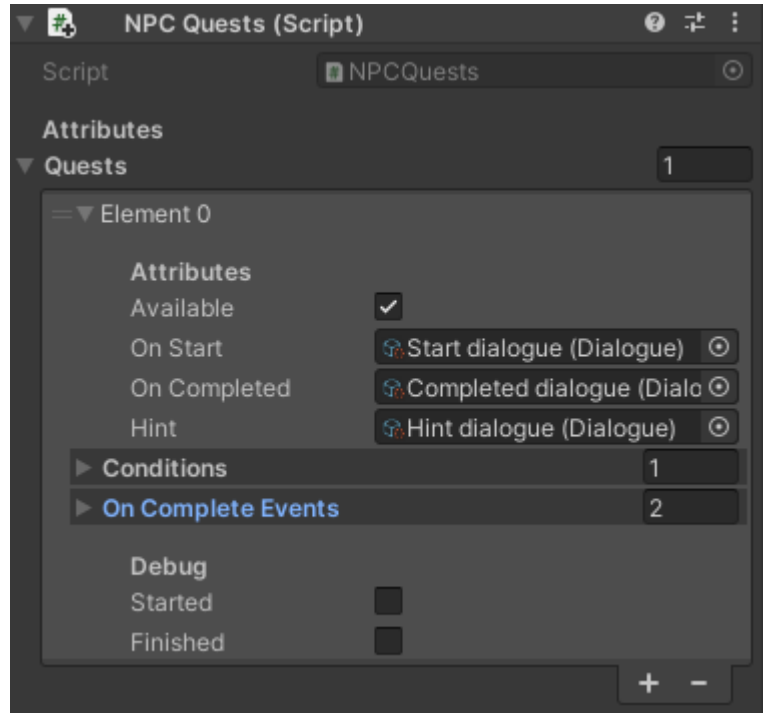 NPC Quests (Script)
Script NPCQuests
Attributes
Quests 1
Element 0
Attributes
Available
On Start Start dialogue (Dialogue)
On Completed Completed dialogue (Dialo
Hint Hint dialogue (Dialogue)
Conditions 1
On Complete Events 2
Debug
Started
Finished